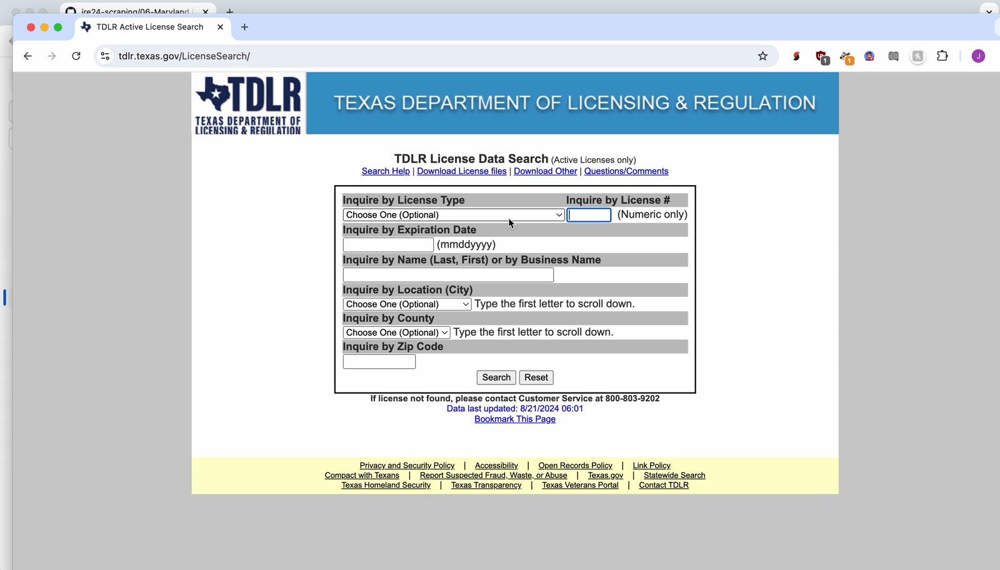 ire24-scraping/06-Maryland
TDLR Active License Search
tdlr.texas.gov/LicenseSearch/
1
1
J
TDLR
TEXAS DEPARTMENT OF
LICENSING & REGULATION
TEXAS DEPARTMENT OF LICENSING & REGULATION
TDLR License Data Search (Active Licenses only)
Search Help | Download License files | Download Other | Questions/Comments
Inquire by License Type Inquire by License #
Choose One (Optional) (Numeric only)
Inquire by Expiration Date
(mmddyyyy)
Inquire by Name (Last, First) or by Business Name
Inquire by Location (City)
Choose One (Optional) Type the first letter to scroll down.
Inquire by County
Choose One (Optional) Type the first letter to scroll down.
Inquire by Zip Code
Search Reset
If license not found, please contact Customer Service at 800-803-9202
Data last updated: 8/21/2024 06:01
Bookmark This Page
Privacy and Security Policy | Accessibility | Open Records Policy | Link Policy
Compact with Texans | Report Suspected Fraud, Waste, or Abuse | Texas.gov | Statewide Search
Texas Homeland Security | Texas Transparency | Texas Veterans Portal | Contact TDLR